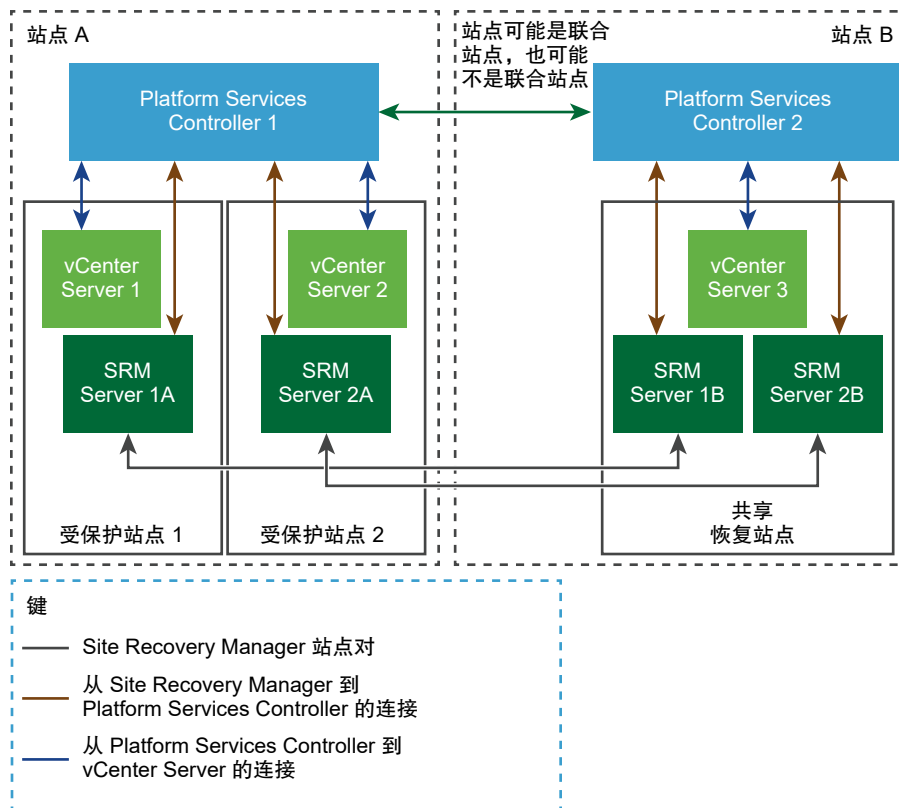 站点 A
站点可能是联合
站点，也可能
不是联合站点
站点 B
Platform Services
Controller 1
Platform Services
Controller 2
vCenter
Server 1
vCenter
Server 2
vCenter
Server 3
SRM
Server 1A
SRM
Server 2A
SRM
Server 1B
SRM
Server 2B
受保护站点 1
受保护站点 2
共享
恢复站点
键
Site Recovery Manager 站点对
从 Site Recovery Manager 到
Platform Services Controller 的连接
从 Platform Services Controller 到
vCenter Server 的连接